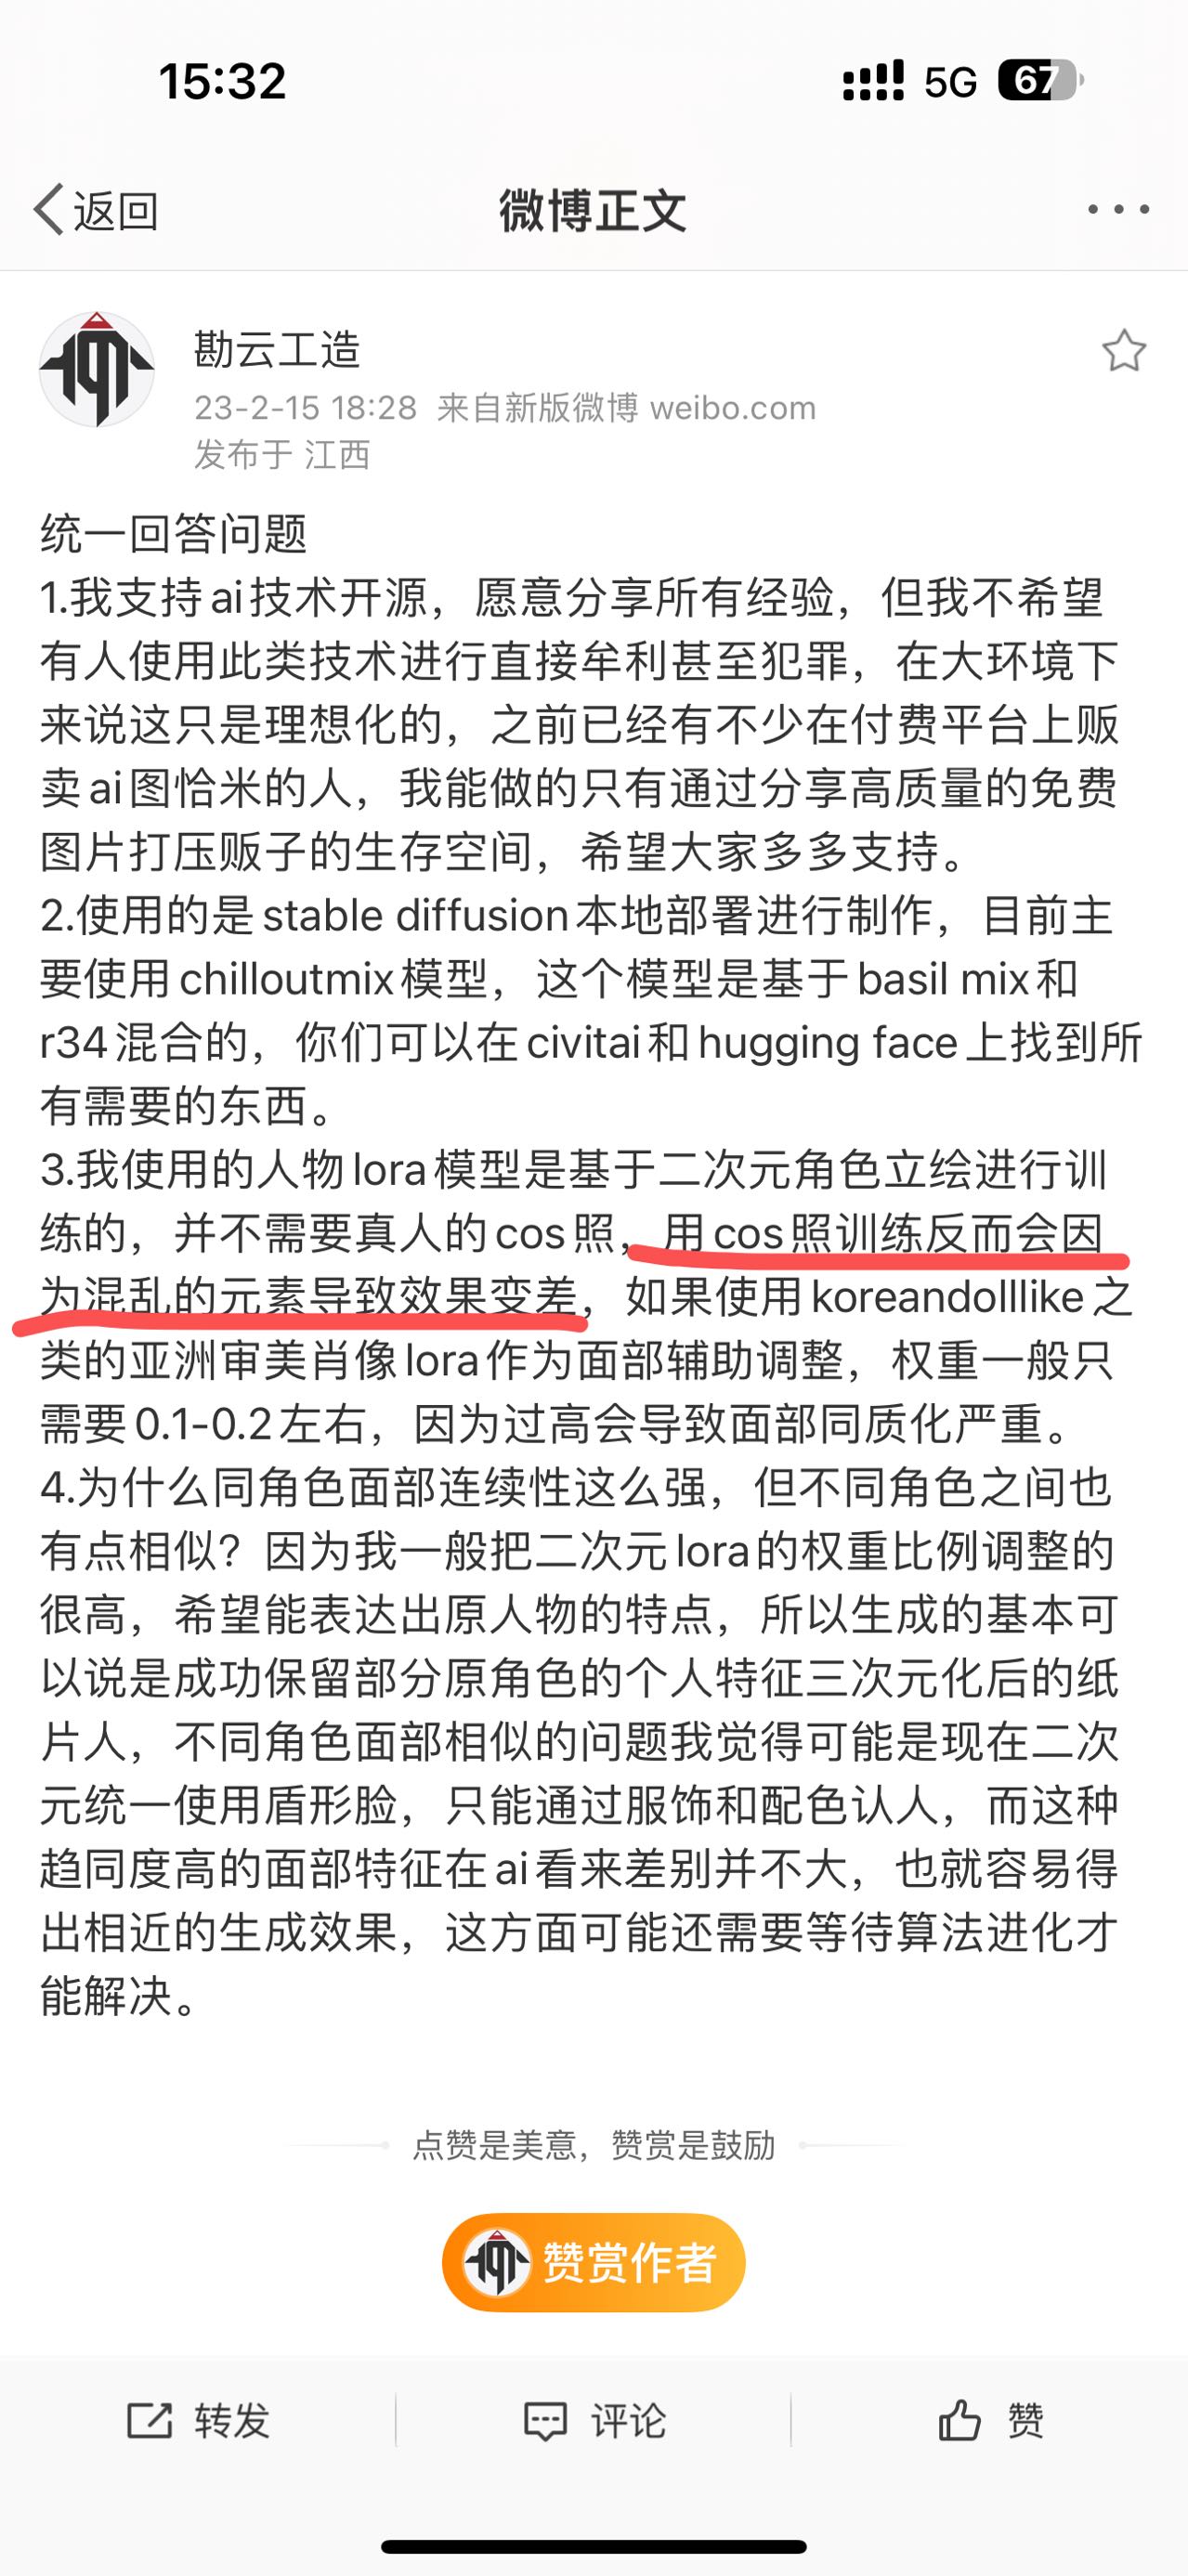 15:32
5G 67
返回
微博正文
勘云工造
23-2-15 18:28 来自新版微博 weibo.com
发布于 江西
统一回答问题
1.我支持ai技术开源，愿意分享所有经验，但我不希望
有人使用此类技术进行直接牟利甚至犯罪，在大环境下
来说这只是理想化的，之前已经有不少在付费平台上贩
卖ai图恰米的人，我能做的只有通过分享高质量的免费
图片打压贩子的生存空间，希望大家多多支持。
2.使用的是stable diffusion本地部署进行制作，目前主
要使用chilloutmix模型，这个模型是基于basil mix和
r34混合的，你们可以在civitai和hugging face上找到所
有需要的东西。
3.我使用的人物lora模型是基于二次元角色立绘进行训
练的，并不需要真人的cos照，用cos照训练反而会因
为混乱的元素导致效果变差，如果使用koreandolllike之
类的亚洲审美肖像lora作为面部辅助调整，权重一般只
需要0.1-0.2左右，因为过高会导致面部同质化严重。
4.为什么同角色面部连续性这么强，但不同角色之间也
有点相似？因为我一般把二次元lora的权重比例调整的
很高，希望能表达出原人物的特点，所以生成的基本可
以说是成功保留部分原角色的个人特征三次元化后的纸
片人，不同角色面部相似的问题我觉得可能是现在二次
元统一使用盾形脸，只能通过服饰和配色认人，而这种
趋同度高的面部特征在ai看来差别并不大，也就容易得
出相近的生成效果，这方面可能还需要等待算法进化才
能解决。
点赞是美意，赞赏是鼓励
赞赏作者
转发
评论
赞